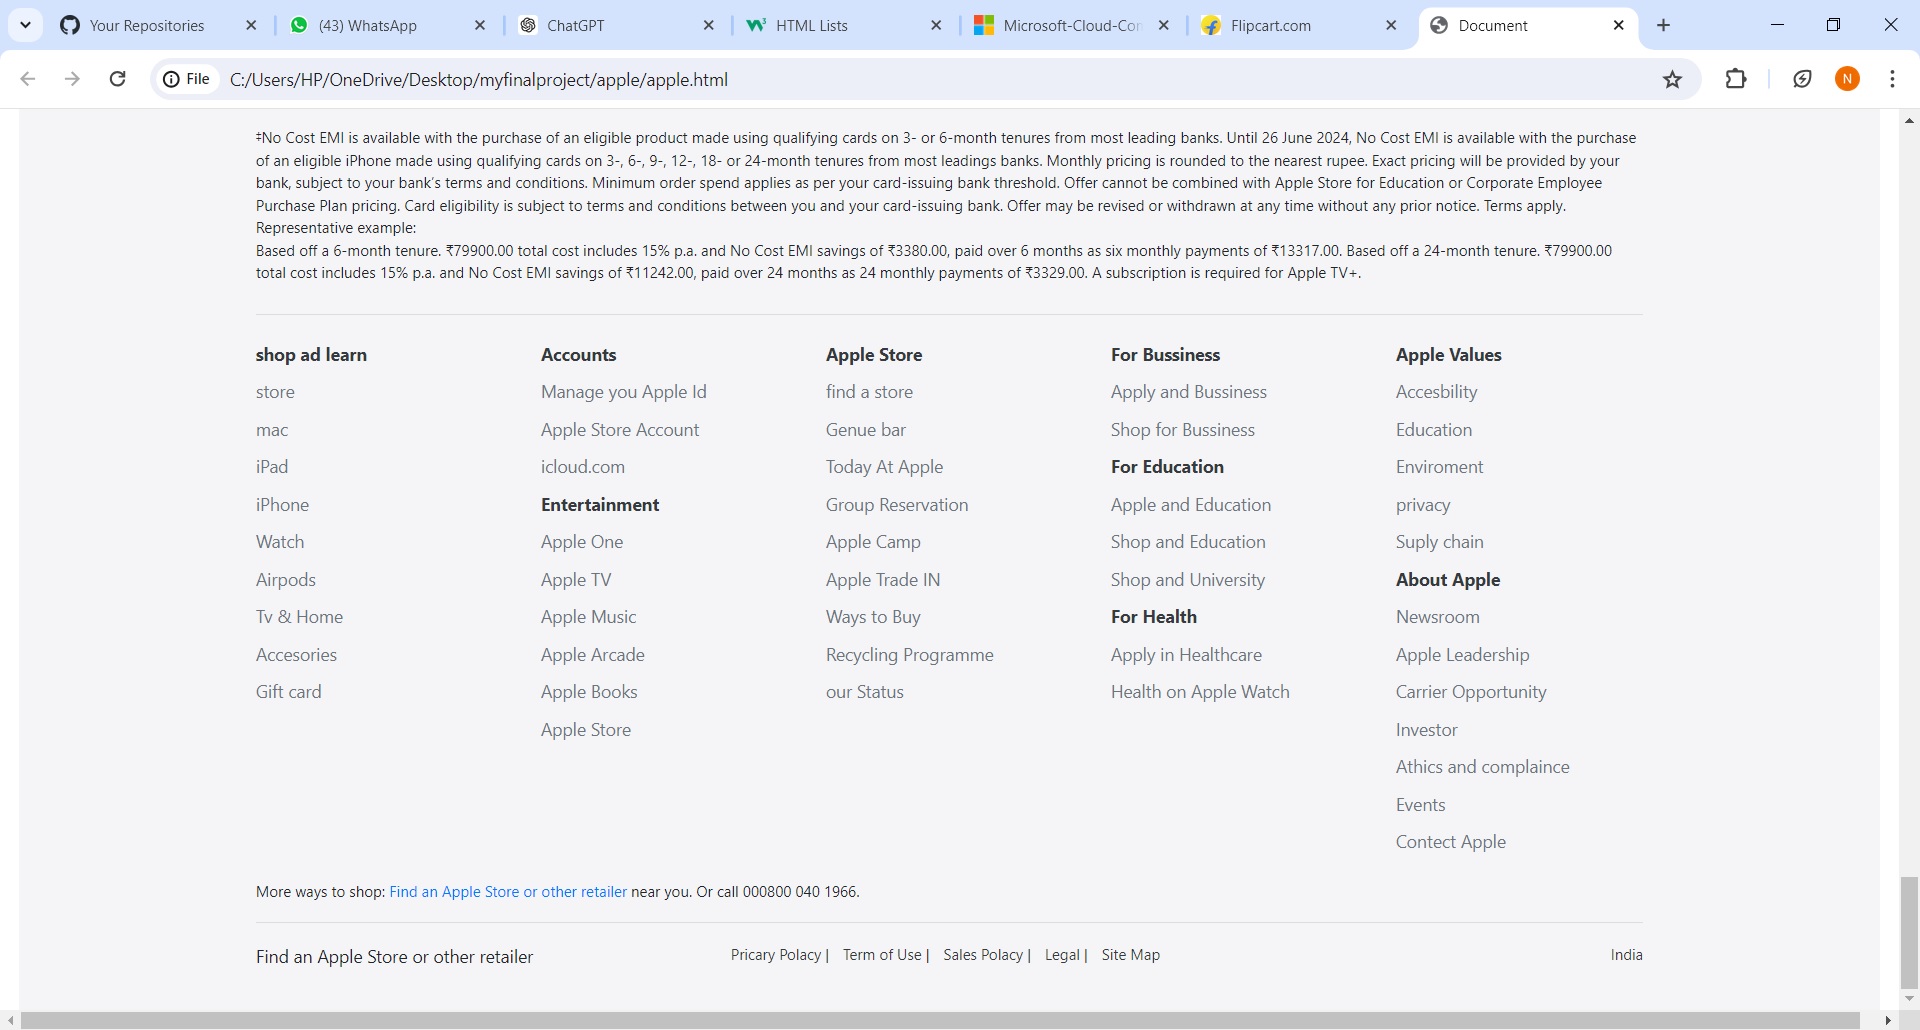 Your Repositories
(43) WhatsApp
ChatGPT
HTML Lists
Microsoft-Cloud-Con
Flipcart.com
Document
File C:/Users/HP/OneDrive/Desktop/myfinalproject/apple/apple.html
N
‡No Cost EMI is available with the purchase of an eligible product made using qualifying cards on 3- or 6-month tenures from most leading banks. Until 26 June 2024, No Cost EMI is available with the purchase
of an eligible iPhone made using qualifying cards on 3-, 6-, 9-, 12-, 18- or 24-month tenures from most leadings banks. Monthly pricing is rounded to the nearest rupee. Exact pricing will be provided by your
bank, subject to your bank’s terms and conditions. Minimum order spend applies as per your card-issuing bank threshold. Offer cannot be combined with Apple Store for Education or Corporate Employee
Purchase Plan pricing. Card eligibility is subject to terms and conditions between you and your card-issuing bank. Offer may be revised or withdrawn at any time without any prior notice. Terms apply.
Representative example:
Based off a 6-month tenure. ₹79900.00 total cost includes 15% p.a. and No Cost EMI savings of ₹3380.00, paid over 6 months as six monthly payments of ₹13317.00. Based off a 24-month tenure. ₹79900.00
total cost includes 15% p.a. and No Cost EMI savings of ₹11242.00, paid over 24 months as 24 monthly payments of ₹3329.00. A subscription is required for Apple TV+.
shop ad learn
store
mac
iPad
iPhone
Watch
Airpods
Tv & Home
Accesories
Gift card
Accounts
Manage you Apple Id
Apple Store Account
icloud.com
Entertainment
Apple One
Apple TV
Apple Music
Apple Arcade
Apple Books
Apple Store
Apple Store
find a store
Genue bar
Today At Apple
Group Reservation
Apple Camp
Apple Trade IN
Ways to Buy
Recycling Programme
our Status
For Bussiness
Apply and Bussiness
Shop for Bussiness
For Education
Apple and Education
Shop and Education
Shop and University
For Health
Apply in Healthcare
Health on Apple Watch
Apple Values
Accesbility
Education
Enviroment
privacy
Suply chain
About Apple
Newsroom
Apple Leadership
Carrier Opportunity
Investor
Athics and complaince
Events
Contect Apple
More ways to shop: Find an Apple Store or other retailer near you. Or call 000800 040 1966.
Find an Apple Store or other retailer
Pricary Polacy | Term of Use | Sales Polacy | Legal | Site Map
India